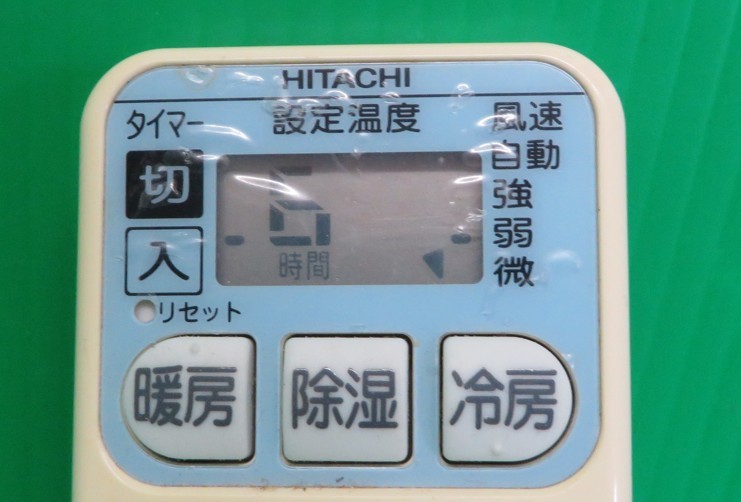 HITACHI
タイマー
設定温度
風速
自動
強
弱
微
切
入
6
時間
リセット
暖房
除湿
冷房